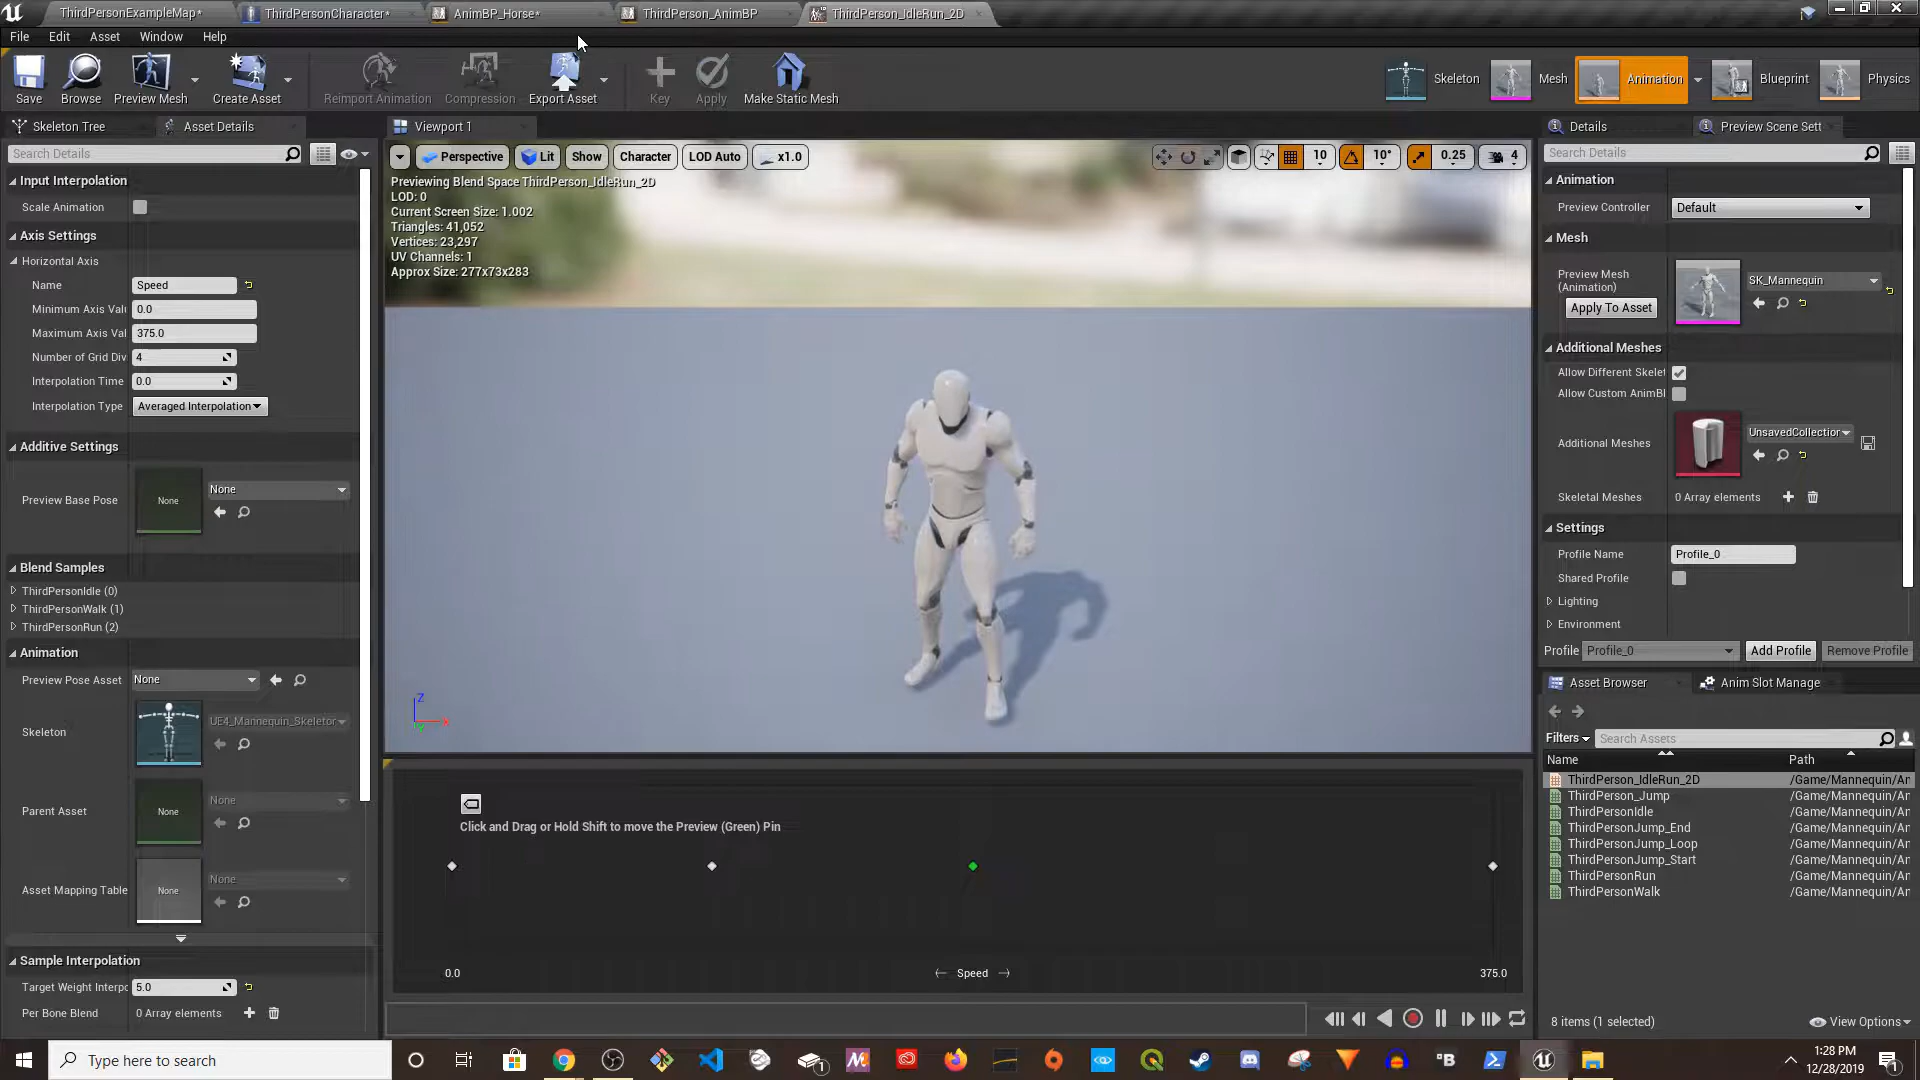 ThirdPersonExampleMap*
ThirdPersonCharacter*
AnimBP_Horse*
ThirdPerson_AnimBP
ThirdPerson_IdleRun_2D
File Edit Asset Window Help
Save Browse Preview Mesh Create Asset Reimport Animation Compression Export Asset Key Apply Make Static Mesh
Skeleton Mesh Animation Blueprint Physics
Skeleton Tree Asset Details
Search Details
Input Interpolation
Scale Animation
Axis Settings
Horizontal Axis
Name Speed
Minimum Axis Val 0.0
Maximum Axis Val 375.0
Number of Grid Div 4
Interpolation Time 0.0
Interpolation Type Averaged Interpolation
Additive Settings
Preview Base Pose None None
Blend Samples
ThirdPersonIdle (0)
ThirdPersonWalk (1)
ThirdPersonRun (2)
Animation
Preview Pose Asset None
Skeleton UE4_Mannequin_Skeletor
Parent Asset None None
Asset Mapping Table None None
Sample Interpolation
Target Weight Interpo 5.0
Per Bone Blend 0 Array elements
Viewport 1
Perspective Lit Show Character LOD Auto x1.0
10 10° 0.25 4
Previewing Blend Space ThirdPerson_IdleRun_2D
LOD: 0
Current Screen Size: 1.002
Triangles: 41,052
Vertices: 23,297
UV Channels: 1
Approx Size: 277x73x283
Z
X
Click and Drag or Hold Shift to move the Preview (Green) Pin
0.0 Speed 375.0
Details Preview Scene Sett
Search Details
Animation
Preview Controller Default
Mesh
Preview Mesh
(Animation)
SK_Mannequin
Apply To Asset
Additional Meshes
Allow Different Skelet
Allow Custom AnimBl
Additional Meshes UnsavedCollection
Skeletal Meshes 0 Array elements
Settings
Profile Name Profile_0
Shared Profile
Lighting
Environment
Profile Profile_0 Add Profile Remove Profile
Asset Browser Anim Slot Manage
Filters Search Assets
Name Path
ThirdPerson_IdleRun_2D /Game/Mannequin/Ar
ThirdPerson_Jump /Game/Mannequin/Ar
ThirdPersonIdle /Game/Mannequin/Ar
ThirdPersonJump_End /Game/Mannequin/Ar
ThirdPersonJump_Loop /Game/Mannequin/Ar
ThirdPersonJump_Start /Game/Mannequin/Ar
ThirdPersonRun /Game/Mannequin/Ar
ThirdPersonWalk /Game/Mannequin/Ar
8 items (1 selected) View Options
Type here to search
1:28 PM
12/28/2019